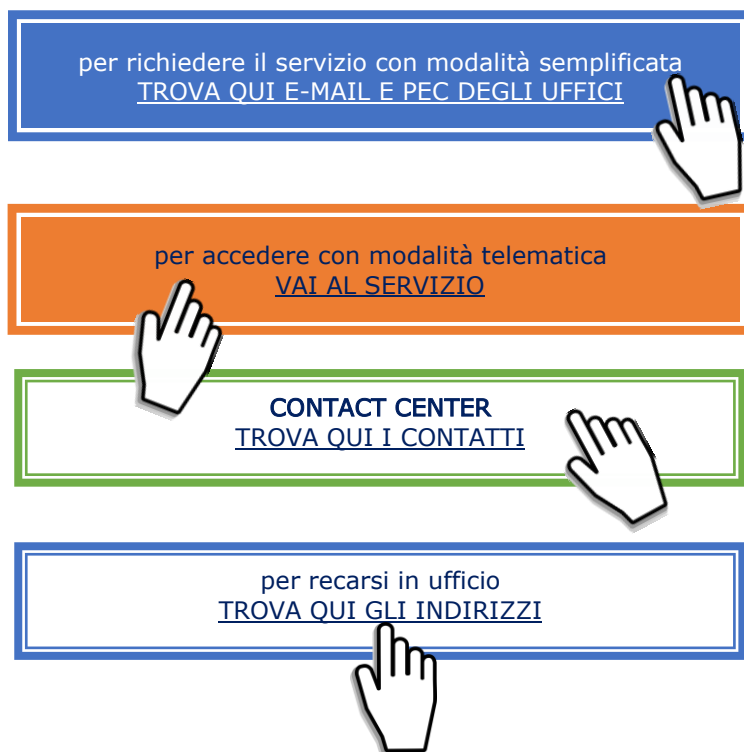 per richiedere il servizio con modalità semplificata
TROVA QUI E-MAIL E PEC DEGLI UFFICI
per accedere con modalità telematica
VAI AL SERVIZIO
CONTACT CENTER
TROVA QUI I CONTATTI
per recarsi in ufficio
TROVA QUI GLI INDIRIZZI